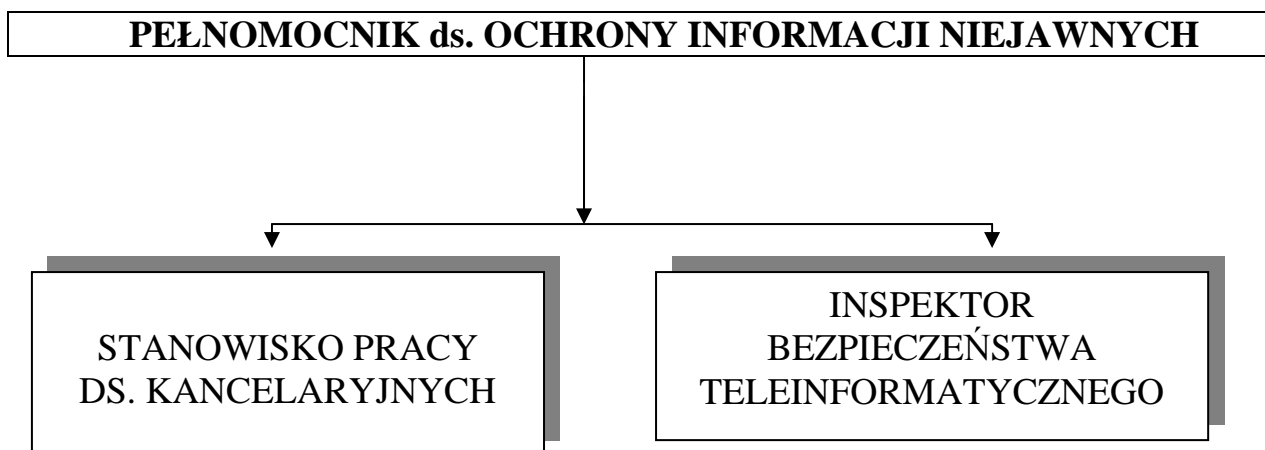 PEŁNOMOCNIK ds. OCHRONY INFORMACJI NIEJAWNYCH
STANOWISKO PRACY
DS. KANCELARYJNYCH
INSPEKTOR
BEZPIECZEŃSTWA
TELEINFORMATYCZNEGO